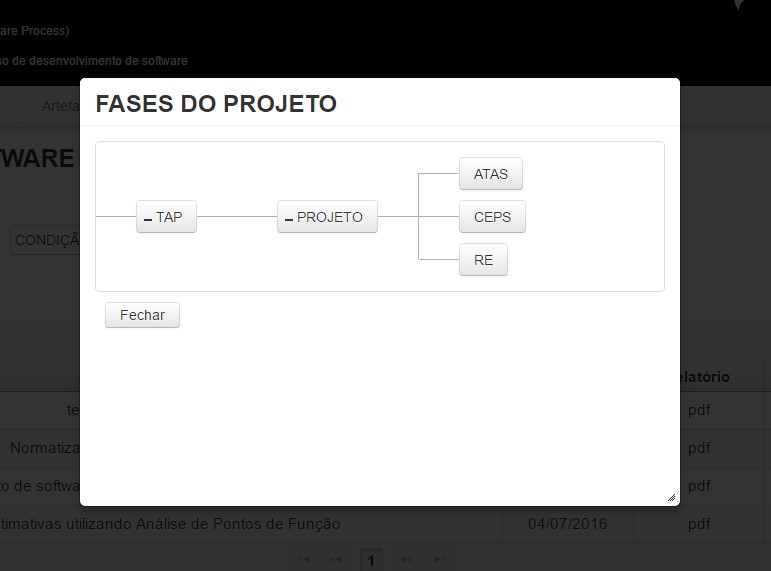 are Process)
so de desenvolvimento de software
Artefa
FASES DO PROJETO
WARE
ATAS
TAP
PROJETO
CEPS
CONDIÇÃ
RE
Fechar
elatório
te
pdf
Normatiza
pdf
to de softwa
pdf
timativas utilizando Análise de Pontos de Função 04/07/2016 pdf
1